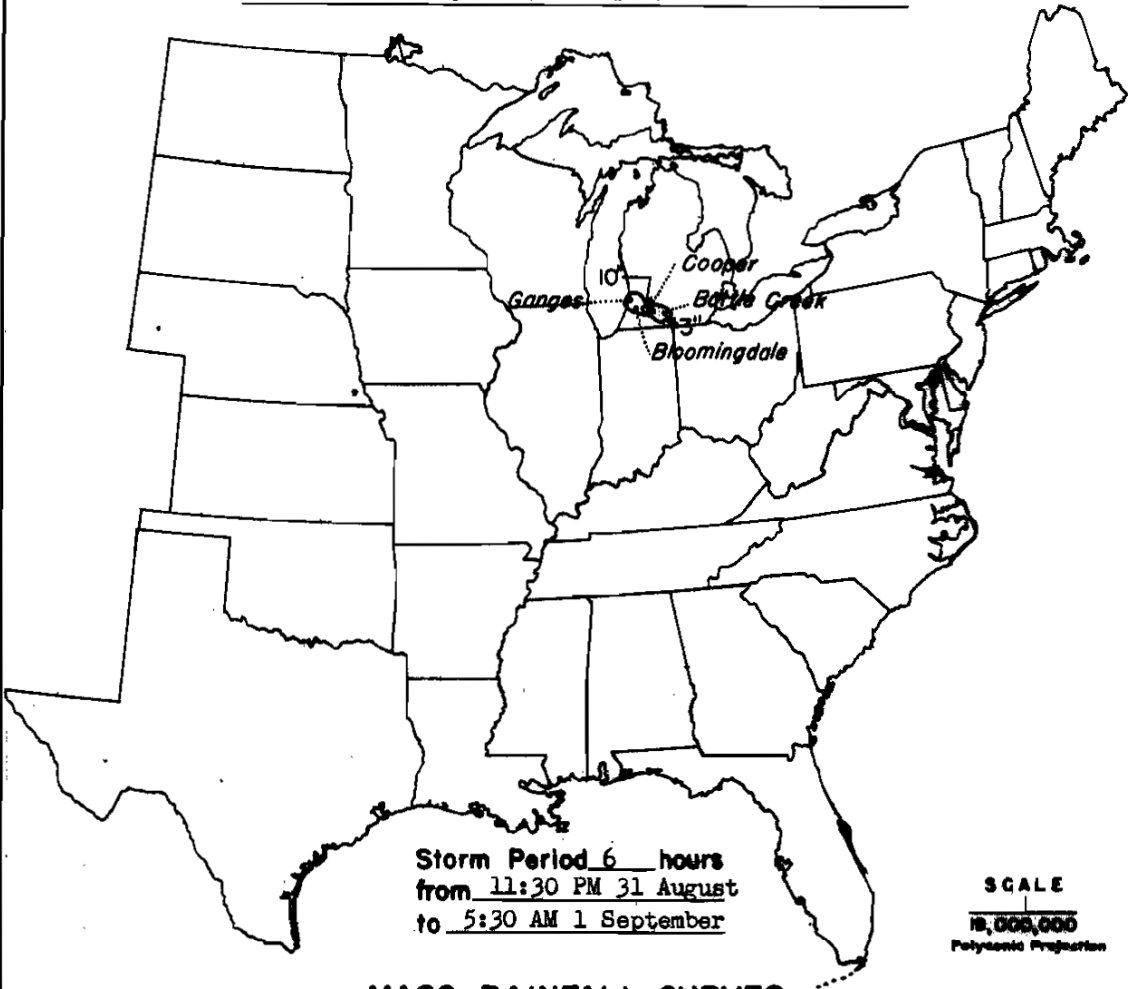 Cooper
10"
Ganges
Battle Creek
3"
Bloomingdale
Storm Period 6 hours
from 11:30 PM 31 August
to 5:30 AM 1 September
SCALE
1
Polyconic Projection
MASS RAINFALL CURVES